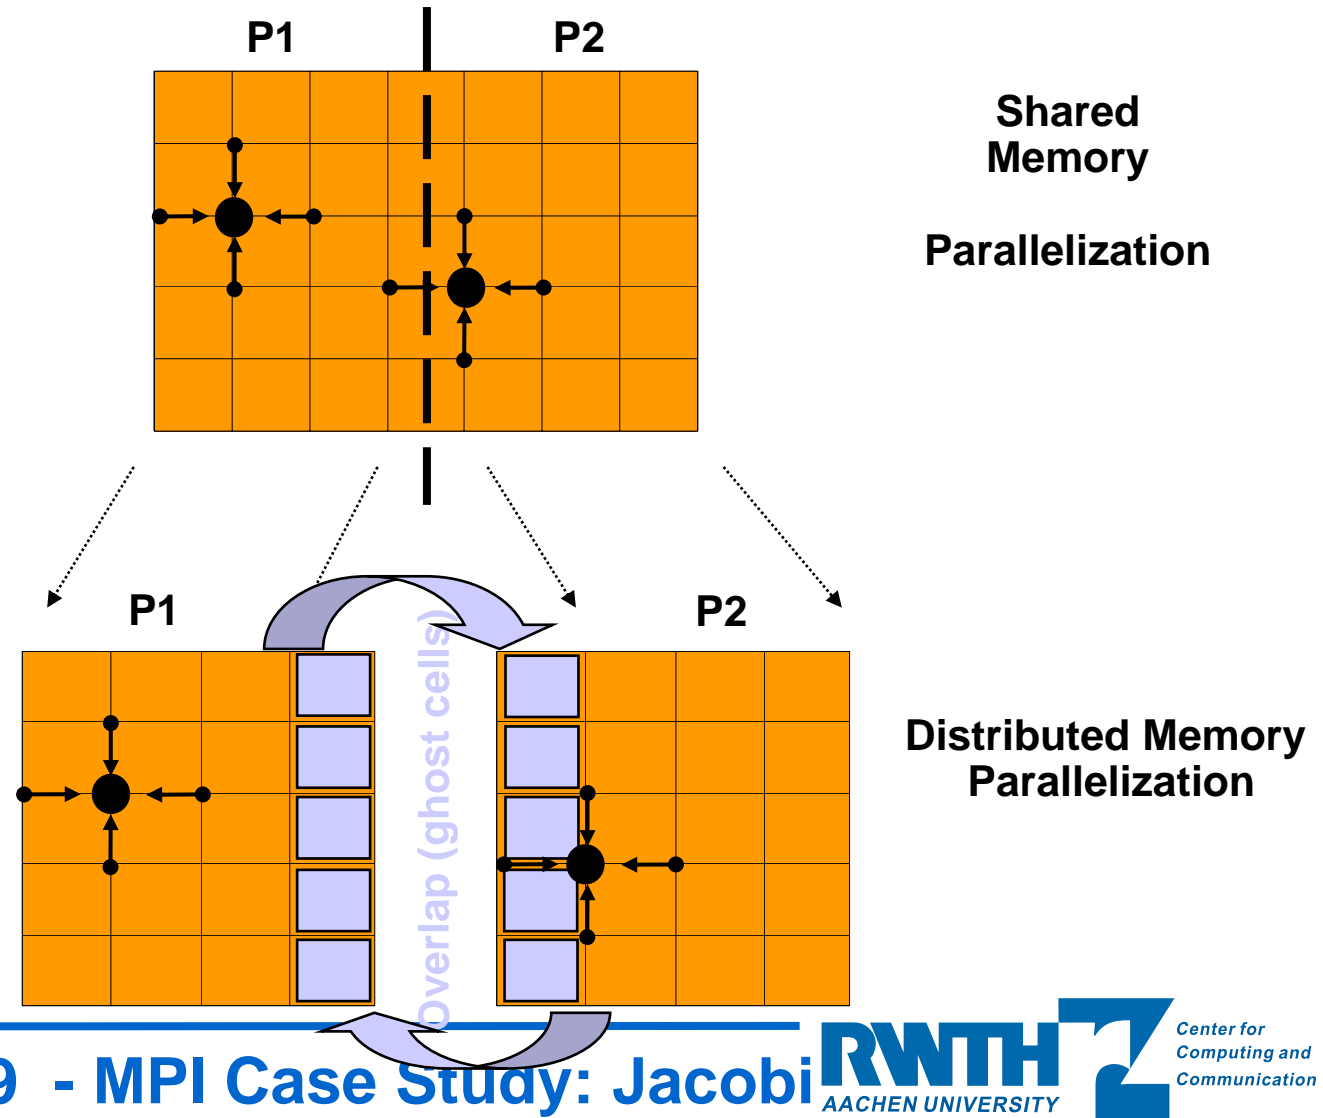 P1
P2
Shared
Memory
Parallelization
P1
P2
Overlap (ghost cells)
Distributed Memory
Parallelization
9 - MPI Case Study: Jacobi
RWTH
AACHEN UNIVERSITY
Center for
Computing and
Communication